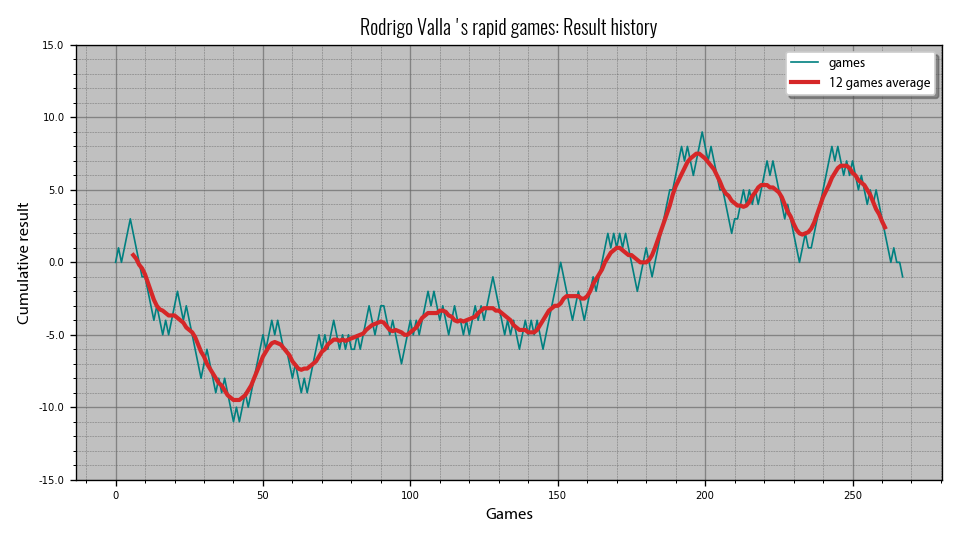 Rodrigo Valla 's rapid games: Result history
15.0
10.0
5.0
0.0
-5.0
-10.0
-15.0
Cumulative result
games
12 games average
0 50 100 150 200 250
Games